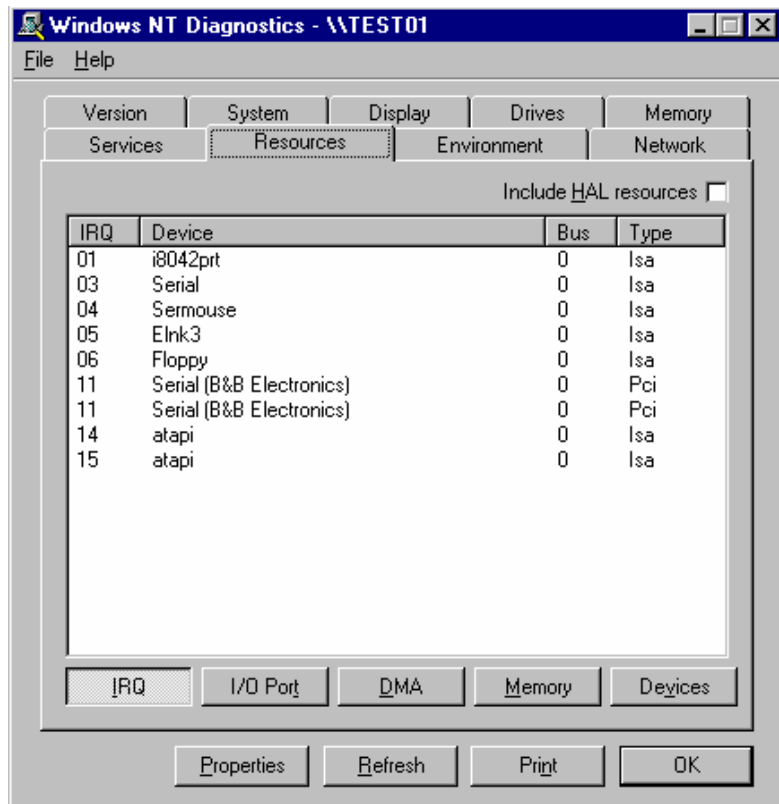 Windows NT Diagnostics - \\TEST01
File Help
Version System Display Drives Memory
Services Resources Environment Network
Include HAL resources
IRQ Device Bus Type
01 i8042prt 0 Isa
03 Serial 0 Isa
04 Sermouse 0 Isa
05 Elnk3 0 Isa
06 Floppy 0 Isa
11 Serial (B&B Electronics) 0 Pci
11 Serial (B&B Electronics) 0 Pci
14 atapi 0 Isa
15 atapi 0 Isa
IRQ I/O Port DMA Memory Devices
Properties Refresh Print OK